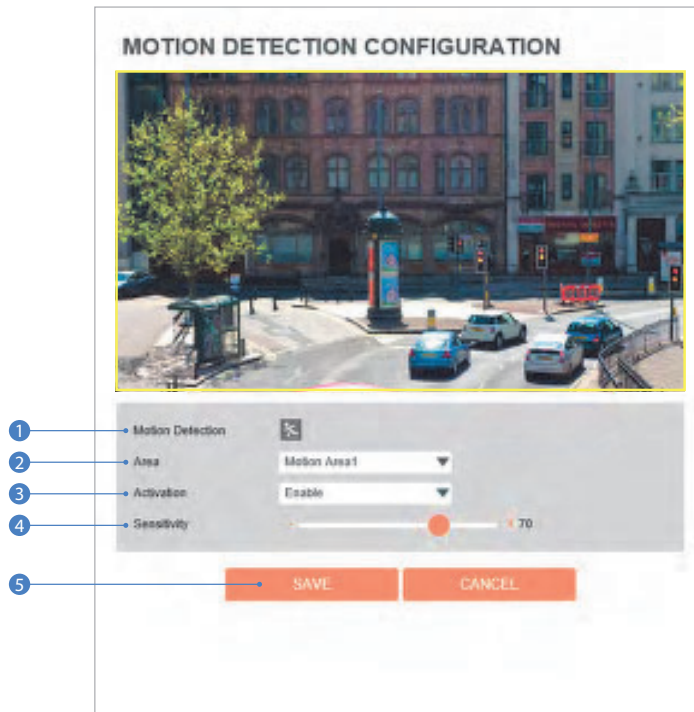 MOTION DETECTION CONFIGURATION
1 Motion Detection
2 Area Motion Area1
3 Activation Enable
4 Sensitivity - + 70
5 SAVE CANCEL